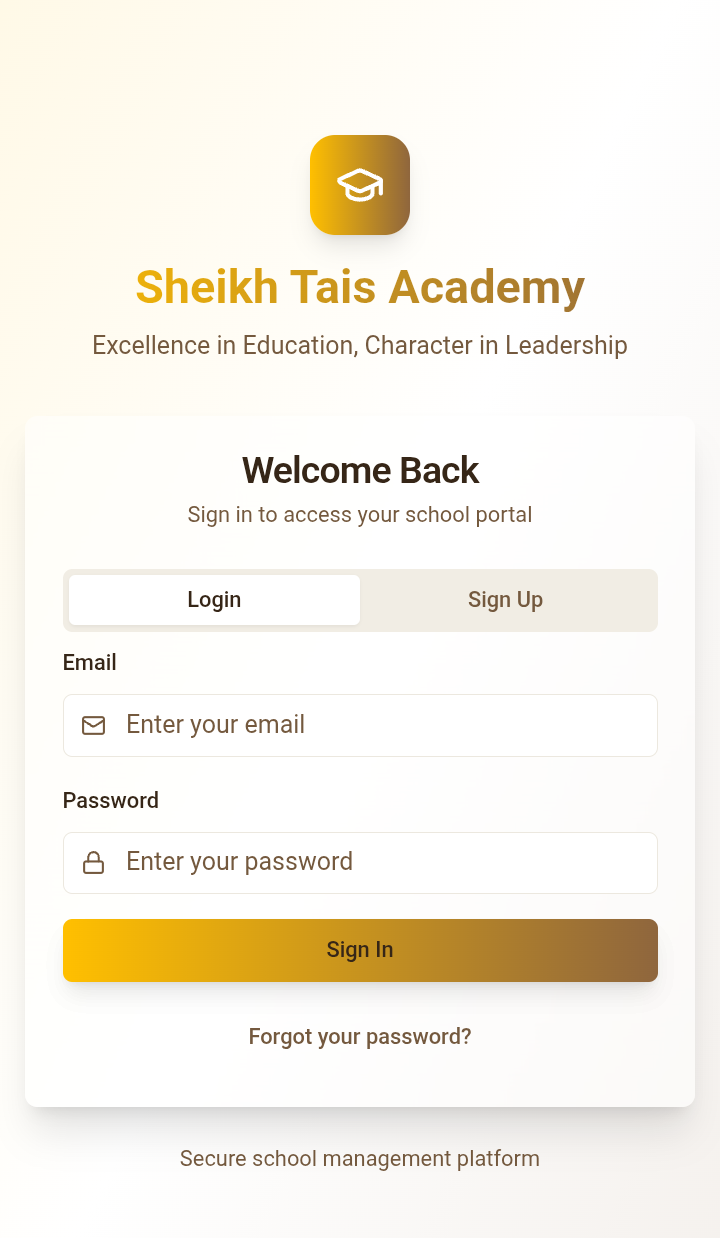 Sheikh Tais Academy
Excellence in Education, Character in Leadership
Welcome Back
Sign in to access your school portal
Login
Sign Up
Email
Enter your email
Password
Enter your password
Sign In
Forgot your password?
Secure school management platform